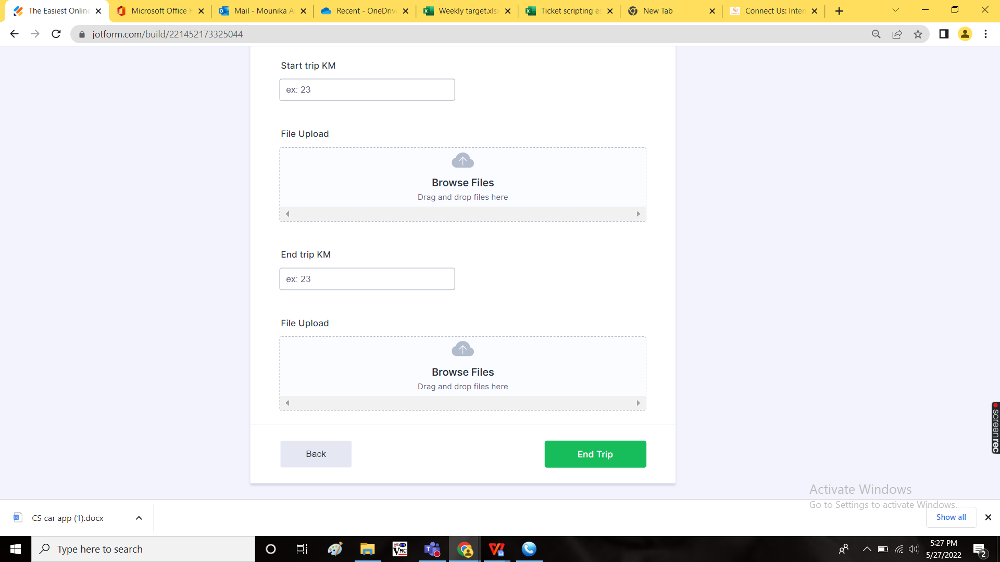 The Easiest Online
Microsoft Office H
Mail - Mounika A
Recent - OneDrive
Weekly target.xlsx
Ticket scripting es
New Tab
Connect Us: Inter
jotform.com/build/221452173325044
Start trip KM
ex: 23
File Upload
Browse Files
Drag and drop files here
End trip KM
ex: 23
File Upload
Browse Files
Drag and drop files here
Back
End Trip
screenrec
Activate Windows
Go to Settings to activate Windows.
CS car app (1).docx
Show all
Type here to search
VNC
5:27 PM
5/27/2022
2